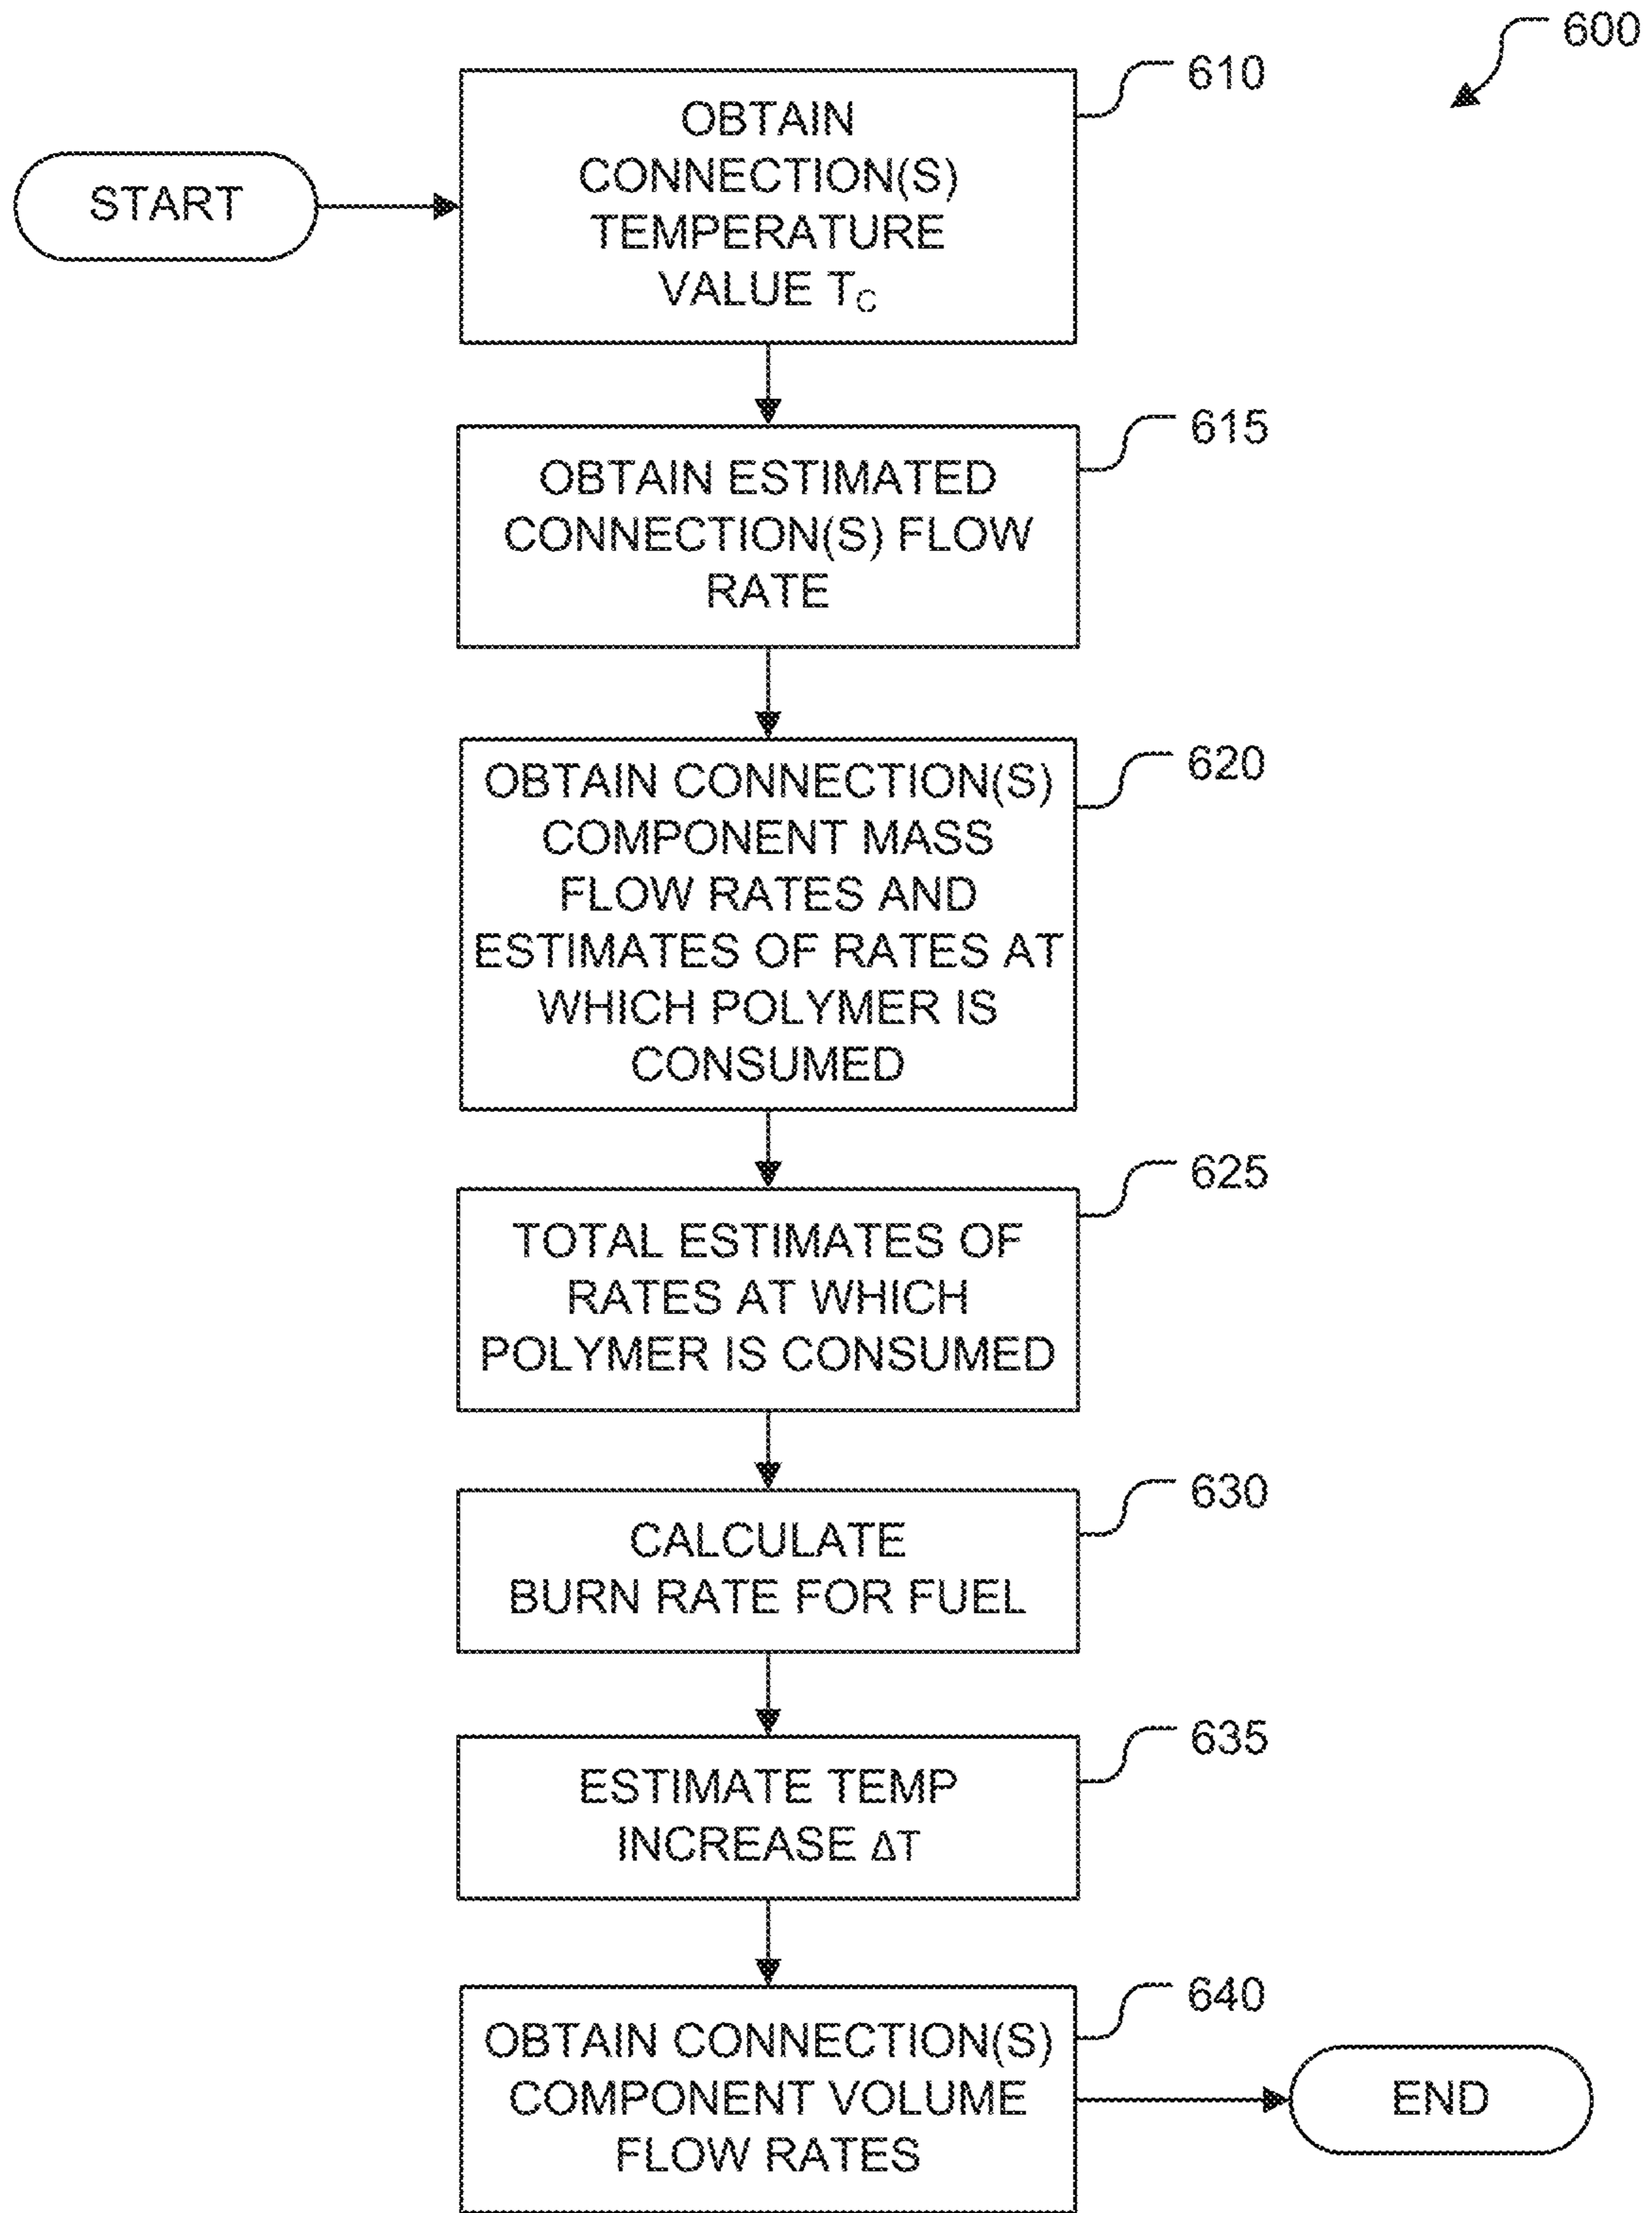 600
610
OBTAIN
CONNECTION(S)
TEMPERATURE
VALUE TC
START
615
OBTAIN ESTIMATED
CONNECTION(S) FLOW
RATE
620
OBTAIN CONNECTION(S)
COMPONENT MASS
FLOW RATES AND
ESTIMATES OF RATES AT
WHICH POLYMER IS
CONSUMED
625
TOTAL ESTIMATES OF
RATES AT WHICH
POLYMER IS CONSUMED
630
CALCULATE
BURN RATE FOR FUEL
635
ESTIMATE TEMP
INCREASE ΔT
640
OBTAIN CONNECTION(S)
COMPONENT VOLUME
FLOW RATES
END